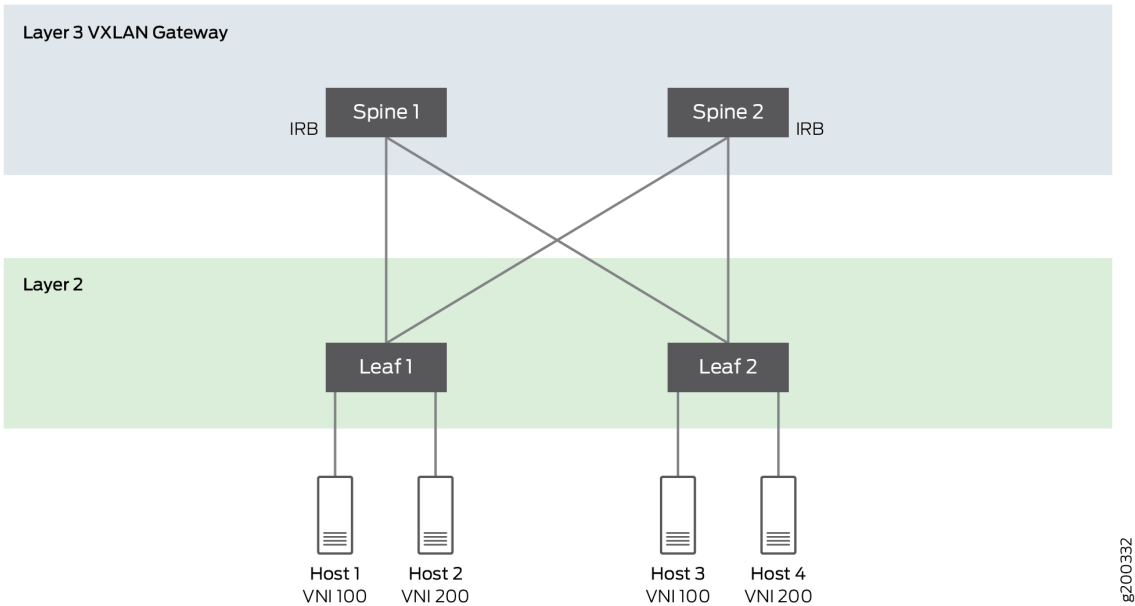 Layer 3 VXLAN Gateway
Spine 1
Spine 2
IRB
IRB
Layer 2
Leaf 1
Leaf 2
Host 1
Host 2
Host 3
Host 4
VNI 100
VNI 200
VNI 100
VNI 200
g200332